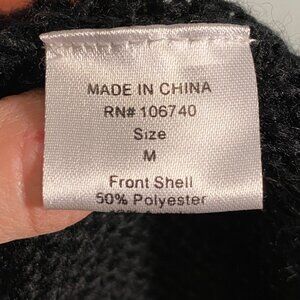 MADE IN CHINA
RN# 106740
Size
M
Front Shell
50% Polyester